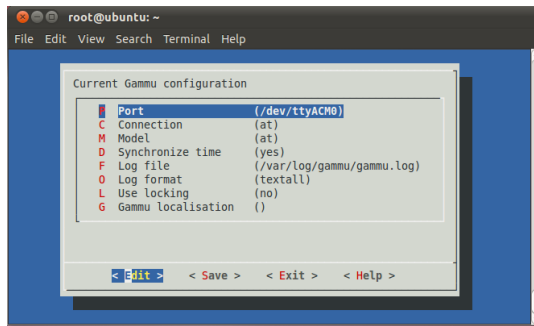 root@ubuntu: ~
File Edit View Search Terminal Help
Current Gammu configuration
P Port (/dev/ttyACM0)
C Connection (at)
M Model (at)
D Synchronize time (yes)
F Log file (/var/log/gammu/gammu.log)
O Log format (textall)
L Use locking (no)
G Gammu localisation ()
< Edit > < Save > < Exit > < Help >